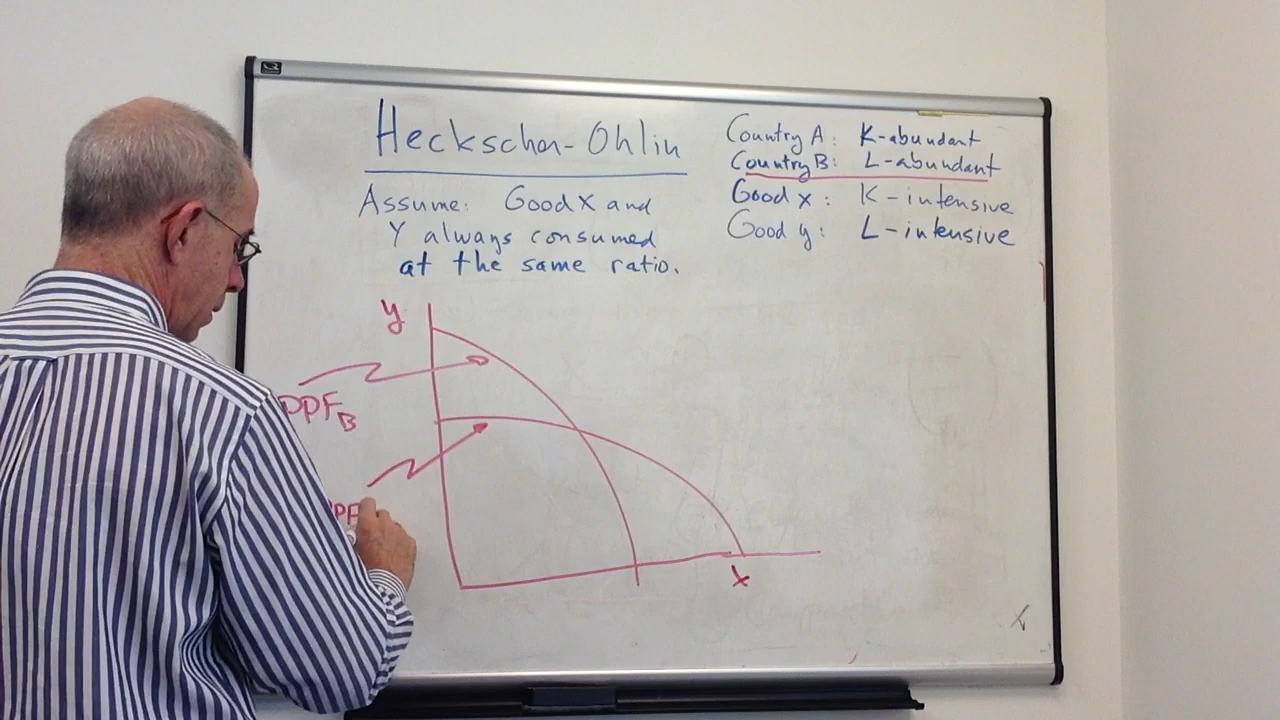 Heckscher-Ohlin
Assume: Good X and
Y always consumed
at the same ratio.
Country A: K-abundant
Country B: L-abundant
Good x: K-intensive
Good y: L-intensive
y
PPF_B
PPF
x